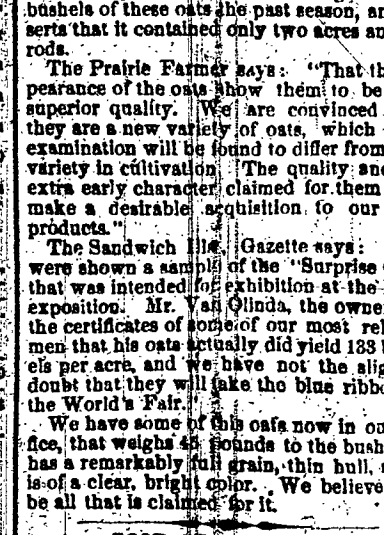 bushels of these oats the past season, an
serts that it contained only two acres an
rods.
The Prairie Farmer says: "That th
pearance of the oats show them to be
superior quality. We are convinced
they are a new variety of oats, which
examination will be found to differ from
variety in cultivation. The quality and
extra early character claimed for them
make a desirable acquisition to our
products."
The Sandwich Ills. Gazette says:
were shown a sample of the "Surprise
that was intended for exhibition at the
exposition. Mr. Van Olinda, the owne
the certificates of some of our most rel
men that his oats actually did yield 133 b
els per acre, and we have not the slig
doubt that they will take the blue ribbo
the World's Fair.
We have some of this oats now in ou
fice, that weighs 45 pounds to the bush
has a remarkably full grain, thin hull,
is of a clear, bright color. We believe
be all that is claimed for it.